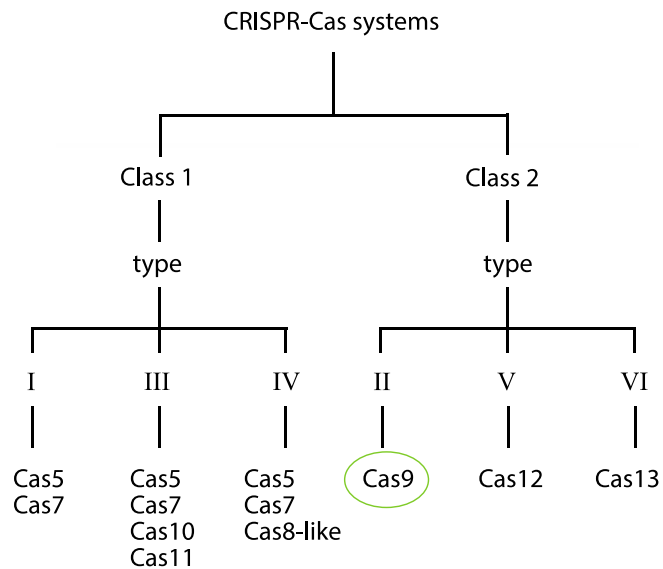 CRISPR-Cas systems
Class 1
Class 2
type
type
I
III
IV
II
V
VI
Cas5
Cas7
Cas5
Cas7
Cas10
Cas11
Cas5
Cas7
Cas8-like
Cas9
Cas12
Cas13